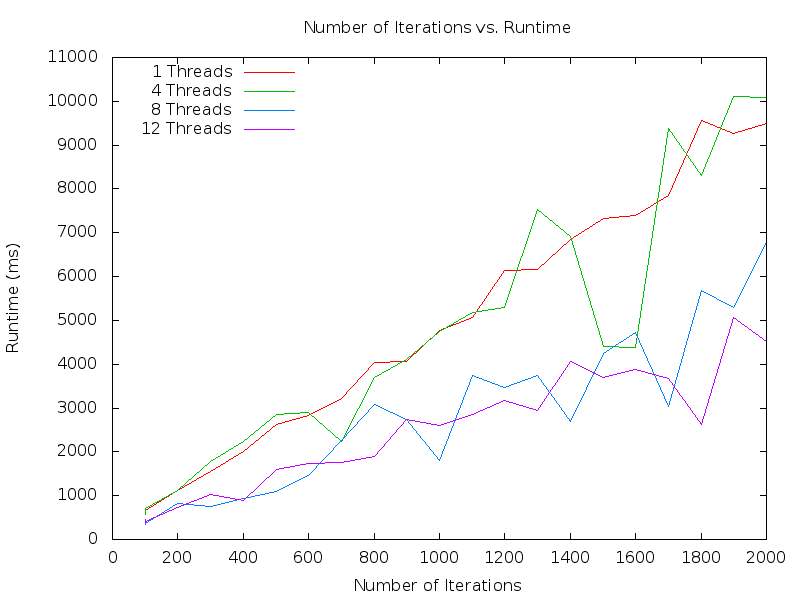 Number of Iterations vs. Runtime
11000
10000
9000
8000
7000
6000
5000
4000
3000
2000
1000
0
1 Threads
4 Threads
8 Threads
12 Threads
Runtime (ms)
0 200 400 600 800 1000 1200 1400 1600 1800 2000
Number of Iterations